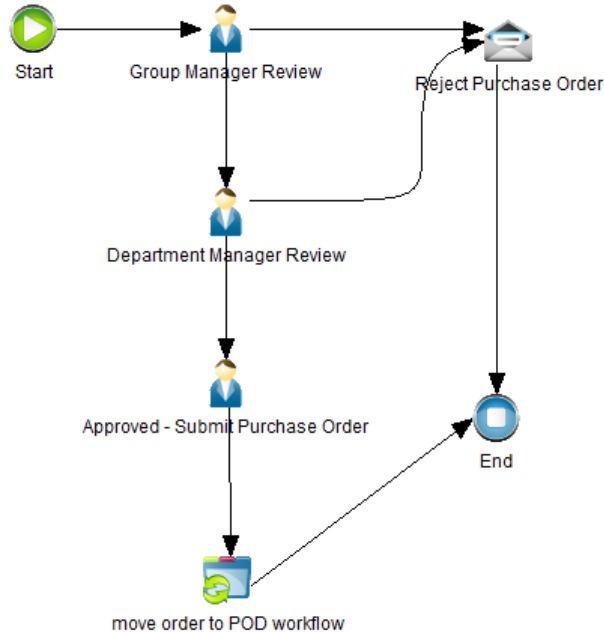 Start
Group Manager Review
Reject Purchase Order
Department Manager Review
Approved - Submit Purchase Order
End
move order to POD workflow